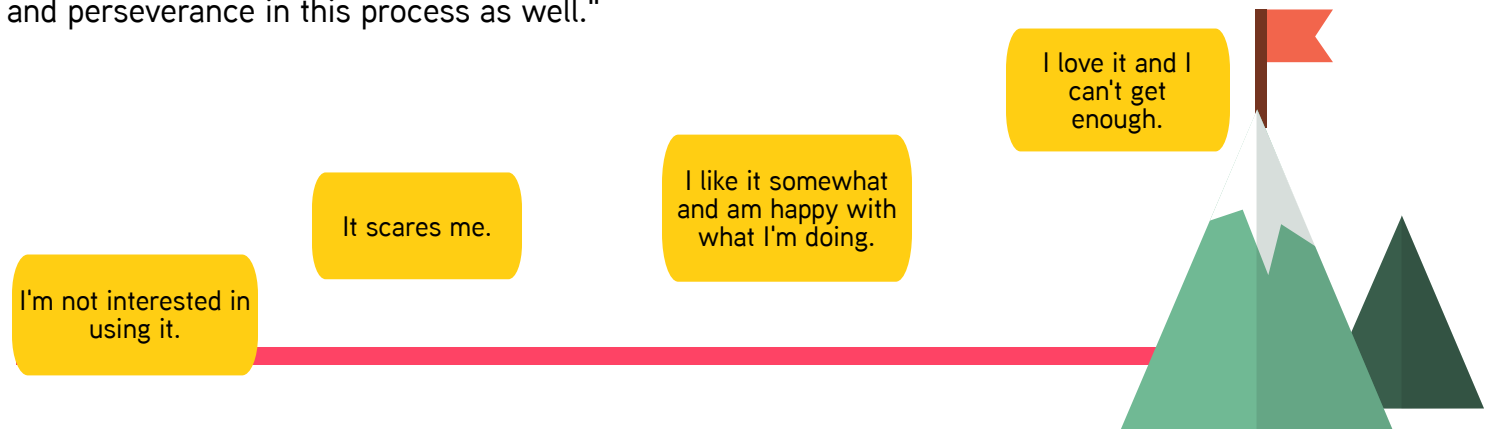 and perseverance in this process as well."
I love it and I
can't get
enough.
I like it somewhat
and am happy with
what I'm doing.
It scares me.
I'm not interested in
using it.